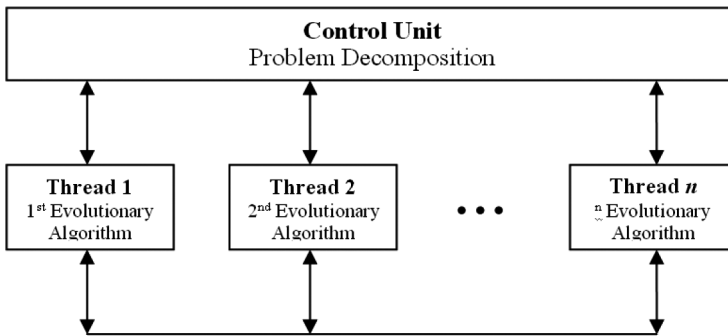 Control Unit
Problem Decomposition
Thread 1
1st Evolutionary
Algorithm
Thread 2
2nd Evolutionary
Algorithm
• • •
Thread n
n Evolutionary
Algorithm